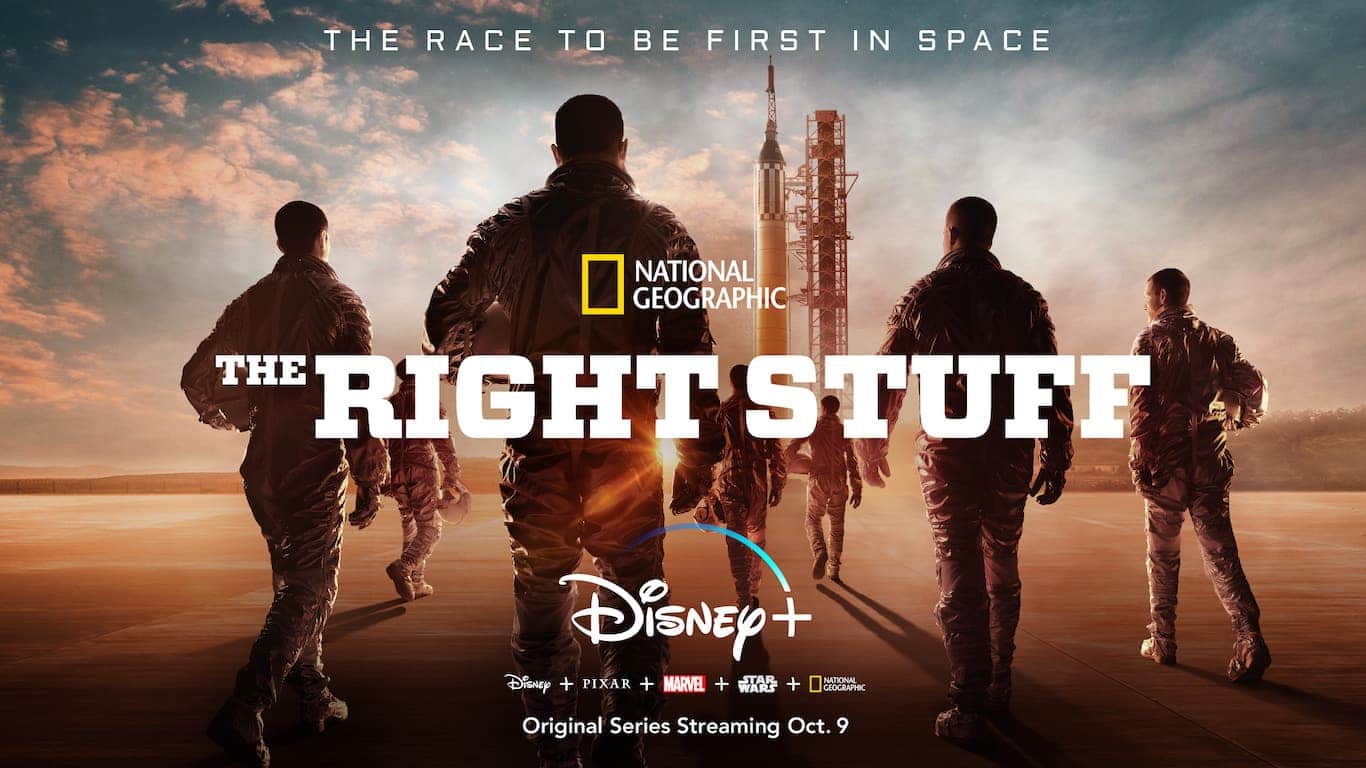 THE RACE TO BE FIRST IN SPACE
NATIONAL
GEOGRAPHIC
THE RIGHT STUFF
Disney+
Disney + PIXAR + MARVEL + STAR WARS + NATIONAL GEOGRAPHIC
Original Series Streaming Oct. 9